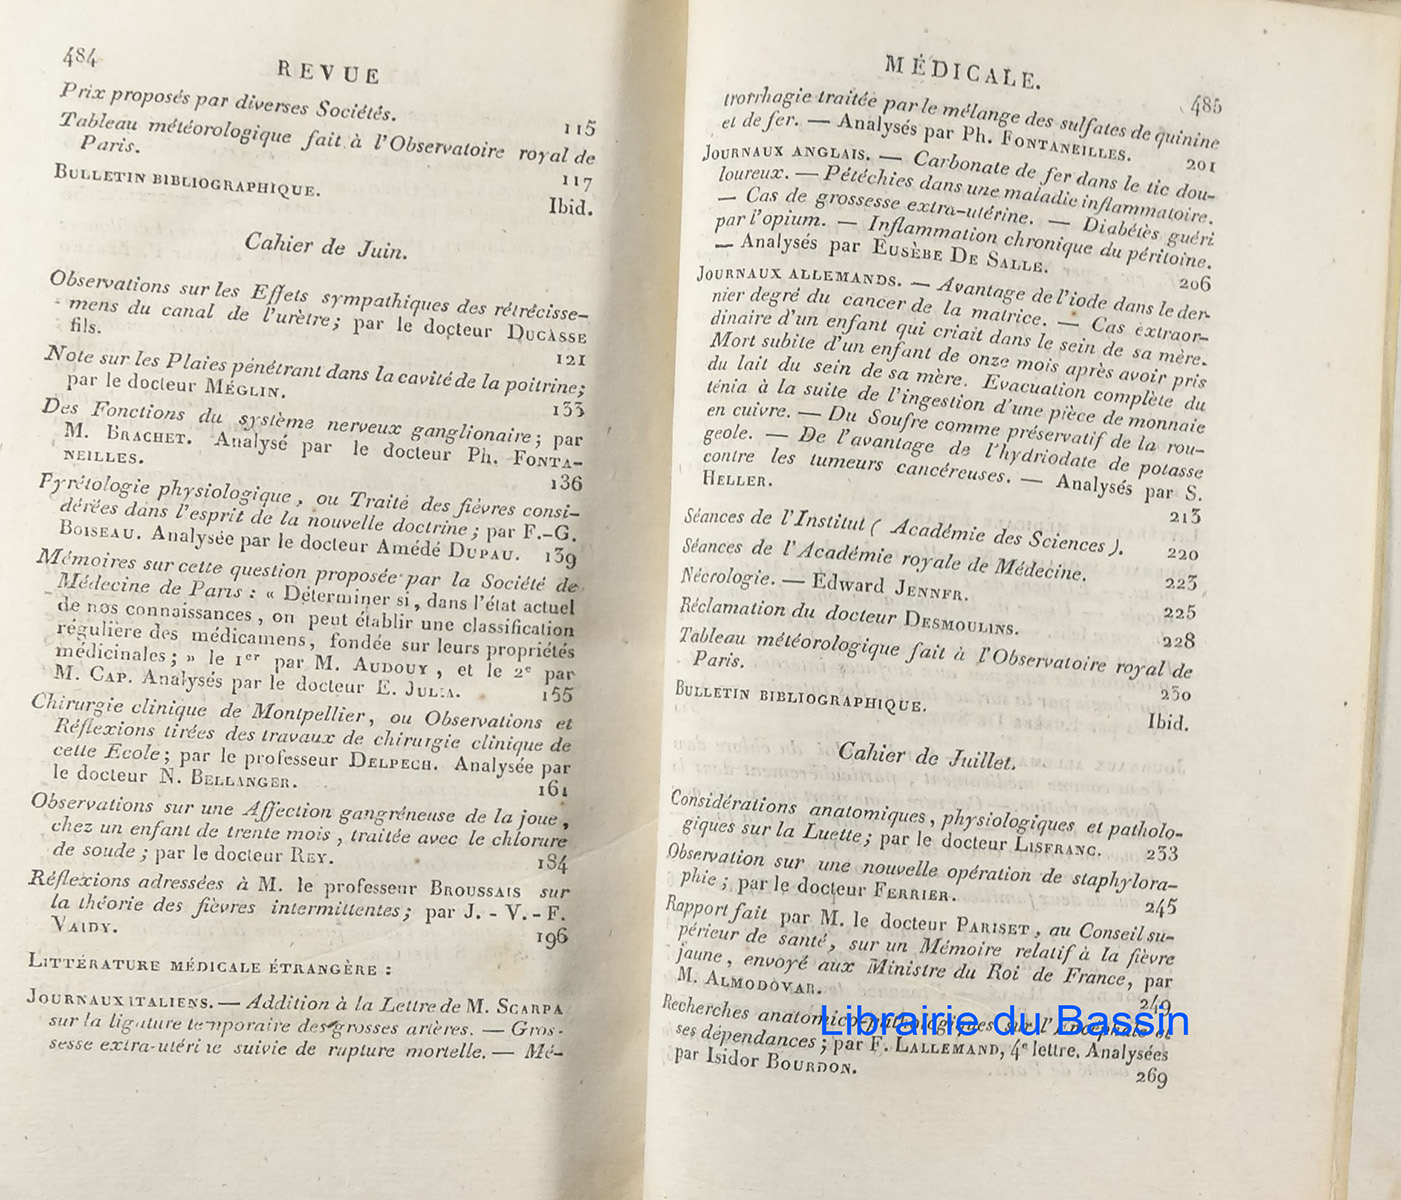 484
REVUE
Prix proposés par diverses Sociétés.
115
Tableau météorologique fait à l'Observatoire royal de
Paris.
117
BULLETIN BIBLIOGRAPHIQUE.
Ibid.
Cahier de Juin.
Observations sur les Effets sympathiques des rétrécisse-
mens du canal de l'urètre; par le docteur DUCASSE
fils.
121
Note sur les Plaies pénétrant dans la cavité de la poitrine;
par le docteur MÉGLIN.
133
Des Fonctions du système nerveux ganglionaire; par
M. BRACHET. Analysé par le docteur Ph. FONTA-
NEILLES.
136
Pyrétologie physiologique, ou Traité des fièvres consi-
dérées dans l'esprit de la nouvelle doctrine; par F.-G.
BOISEAU. Analysée par le docteur Amédé DUPAU. 139
Mémoires sur cette question proposée par la Société de
Médecine de Paris : « Déterminer si, dans l'état actuel
de nos connaissances, on peut établir une classification
régulière des médicamens, fondée sur leurs propriétés
médicinales; » le 1er par M. AUDOUY, et le 2e par
M. CAP. Analysés par le docteur E. JULIA. 155
Chirurgie clinique de Montpellier, ou Observations et
Réflexions tirées des travaux de chirurgie clinique de
cette Ecole; par le professeur DELPECH. Analysée par
le docteur N. BELLANGER.
161
Observations sur une Affection gangréneuse de la joue,
chez un enfant de trente mois, traitée avec le chlorure
de soude; par le docteur REY. 184
Réflexions adressées à M. le professeur BROUSSAIS sur
la théorie des fièvres intermittentes; par J. - V. - F.
VAIDY.
196
LITTÉRATURE MÉDICALE ÉTRANGÈRE :
JOURNAUX ITALIENS. — Addition à la Lettre de M. SCARPA
sur la ligature temporaire des grosses artères. — Gros-
sesse extra-utérine suivie de rupture mortelle. — Mé-
MÉDICALE.
485
trorrhagie traitée par le mélange des sulfates de quinine
et de fer. — Analysés par Ph. FONTANEILLES. 201
JOURNAUX ANGLAIS. — Carbonate de fer dans le tic dou-
loureux. — Pétéchies dans une maladie inflammatoire.
— Cas de grossesse extra-utérine. — Diabétès guéri
par l'opium. — Inflammation chronique du péritoine.
— Analysés par EUSÈBE DE SALLE.
206
JOURNAUX ALLEMANDS. — Avantage de l'iode dans le der-
nier degré du cancer de la matrice. — Cas extraor-
dinaire d'un enfant qui criait dans le sein de sa mère.
Mort subite d'un enfant de onze mois après avoir pris
du lait du sein de sa mère. Evacuation complète du
ténia à la suite de l'ingestion d'une pièce de monnaie
en cuivre. — Du Soufre comme préservatif de la rou-
geole. — De l'avantage de l'hydriodate de potasse
contre les tumeurs cancéreuses. — Analysés par S.
HELLER.
213
Séances de l'Institut ( Académie des Sciences ). 220
Séances de l'Académie royale de Médecine.
223
Nécrologie. — Edward JENNER.
225
Réclamation du docteur DESMOULINS.
228
Tableau météorologique fait à l'Observatoire royal de
Paris.
230
BULLETIN BIBLIOGRAPHIQUE.
Ibid.
Cahier de Juillet.
Considérations anatomiques, physiologiques et patholo-
giques sur la Luette; par le docteur LISFRANC. 233
Observation sur une nouvelle opération de staphylora-
phie; par le docteur FERRIER.
245
Rapport fait par M. le docteur PARISET, au Conseil su-
périeur de santé, sur un Mémoire relatif à la fièvre
jaune, envoyé aux Ministre du Roi de France, par
M. ALMODOVAR.
249
Recherches anatomico-pathologiques sur l'Encéphale et
ses dépendances; par F. LALLEMAND, 4e lettre. Analysées
par Isidor BOURDON.
269
Librairie du Bassin